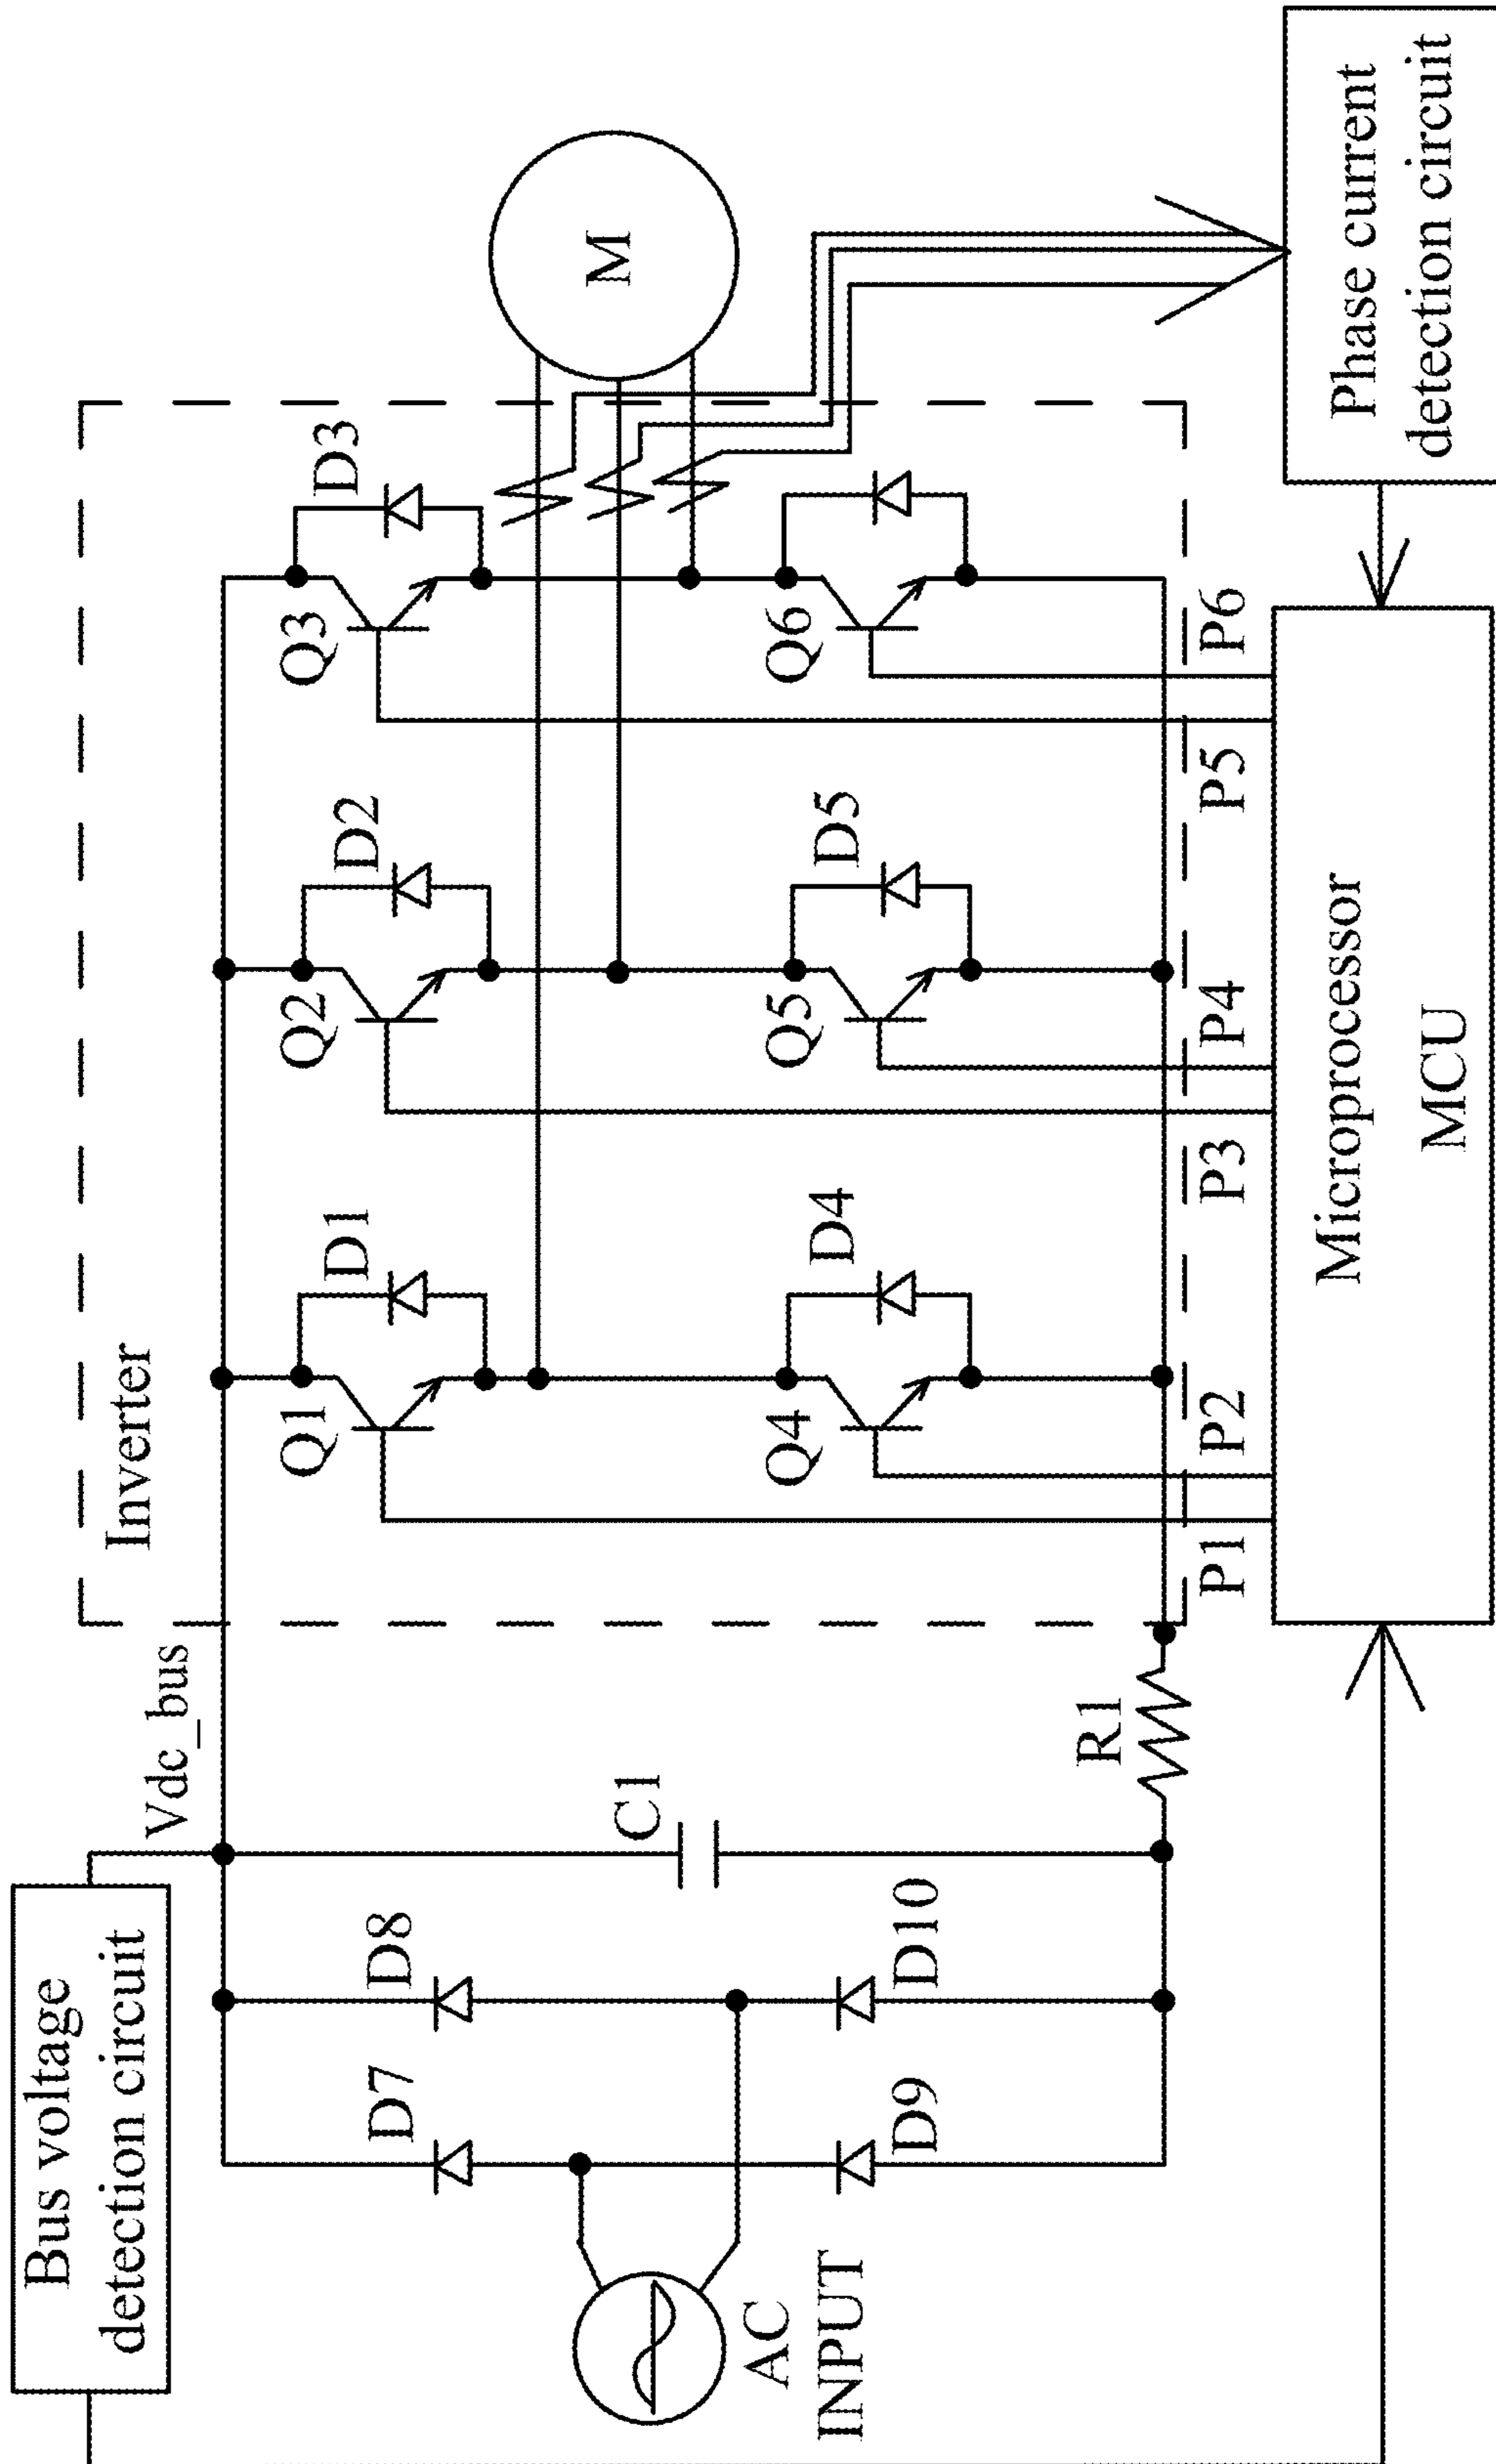 Bus voltage
detection circuit
Vdc_bus
Inverter
D7
D8
D9
D10
C1
R1
AC
INPUT
Q1
D1
Q2
D2
Q3
D3
Q4
D4
Q5
D5
Q6
M
P1
P2
P3
P4
P5
P6
Microprocessor
MCU
Phase current
detection circuit